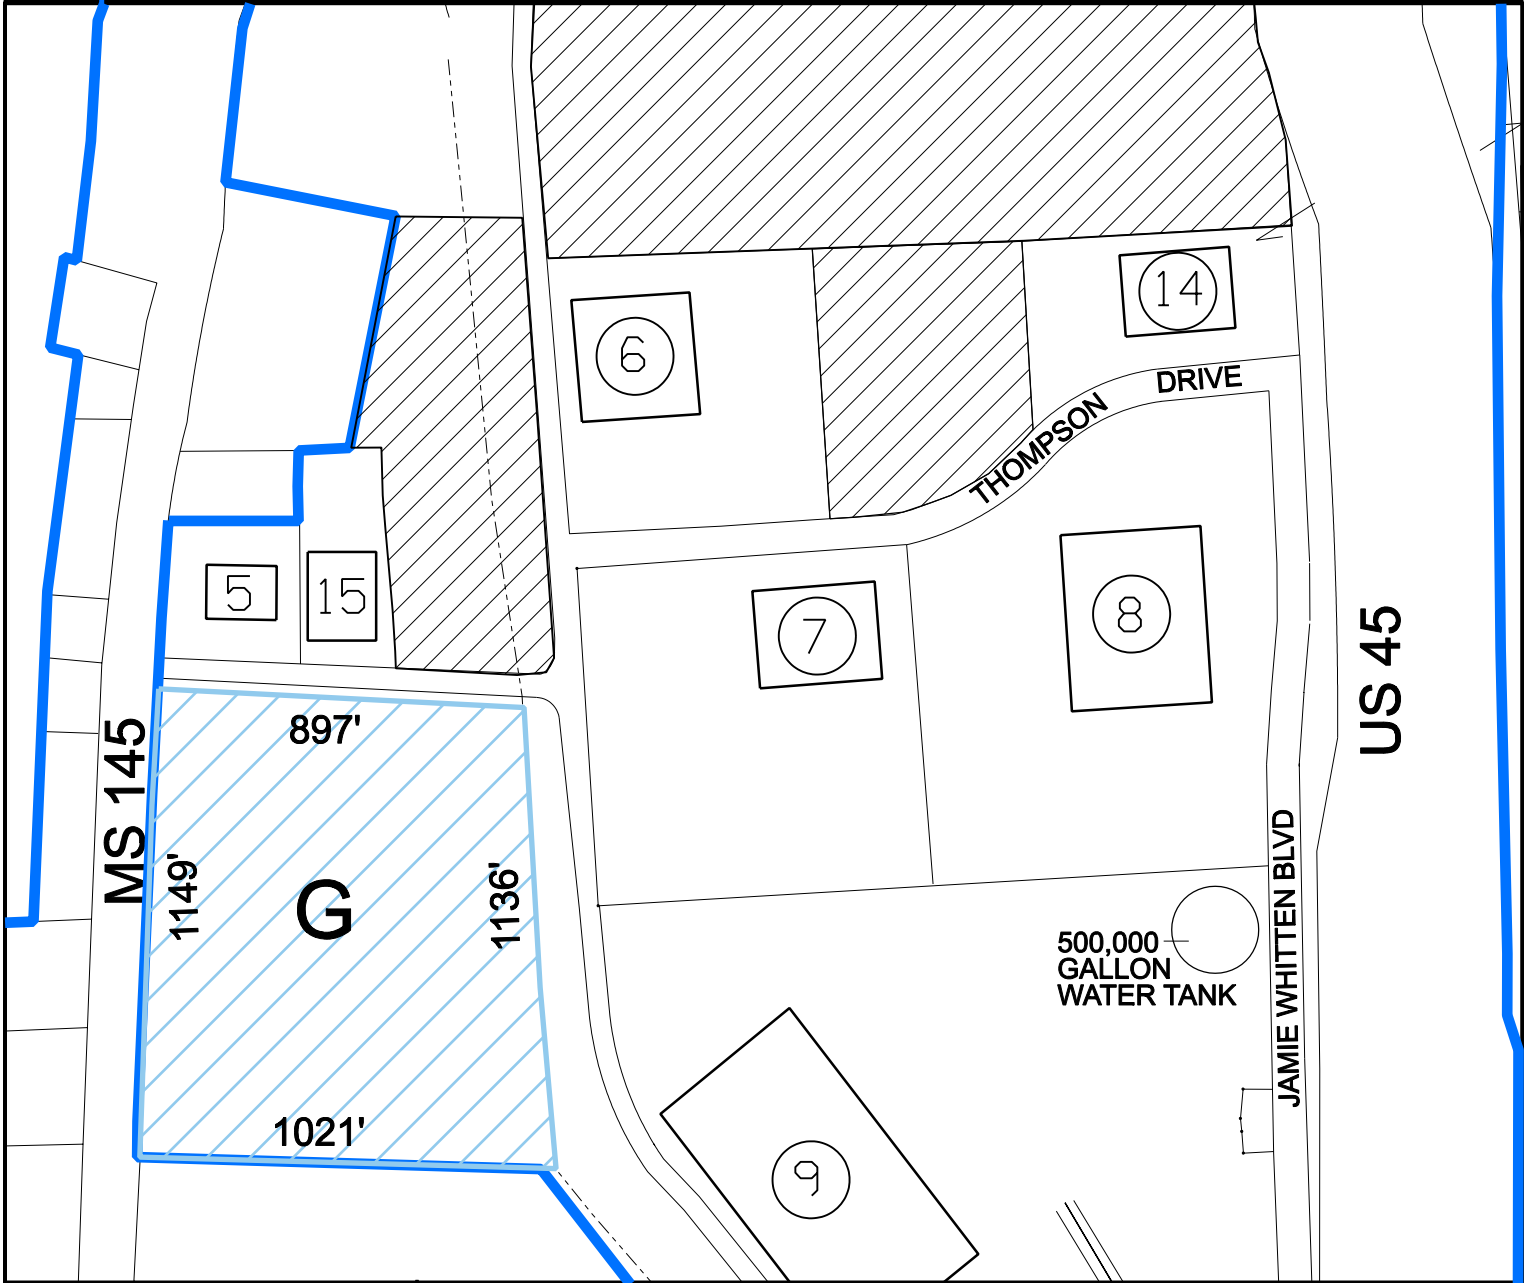 14
6
DRIVE
THOMPSON
5
15
7
8
US 45
897'
MS 145
1149'
G
1136'
JAMIE WHITTEN BLVD
500,000
GALLON
WATER TANK
1021'
9